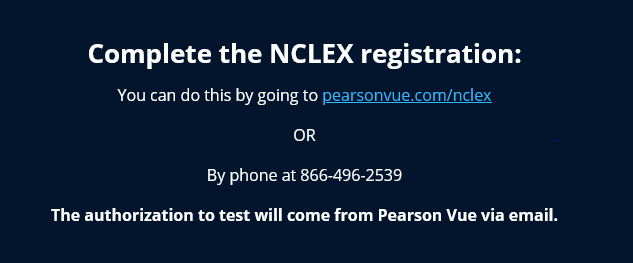 Complete the NCLEX registration:
You can do this by going to pearsonvue.com/nclex
OR
By phone at 866-496-2539
The authorization to test will come from Pearson Vue via email.